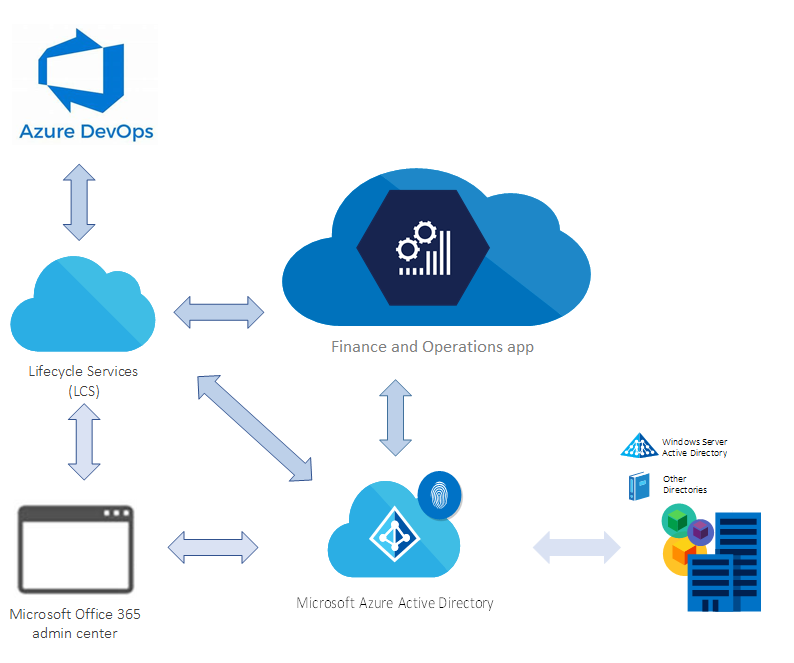 Azure DevOps
Finance and Operations app
Lifecycle Services
(LCS)
Windows Server
Active Directory
Other
Directories
Microsoft Office 365
admin center
Microsoft Azure Active Directory